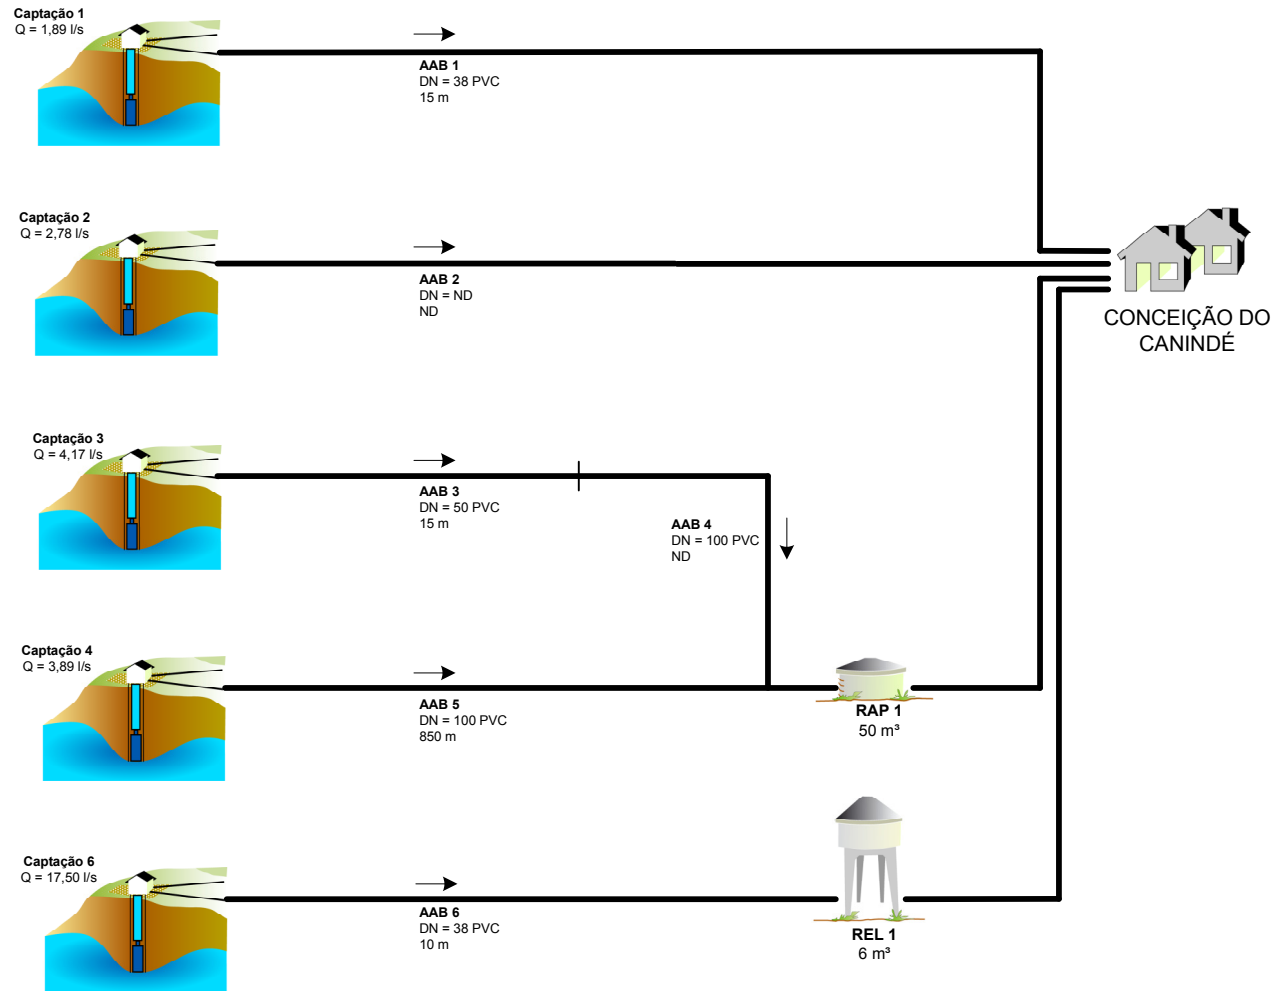 Captação 1
Q = 1,89 l/s
AAB 1
DN = 38 PVC
15 m
Captação 2
Q = 2,78 l/s
AAB 2
DN = ND
ND
CONCEIÇÃO DO
CANINDÉ
Captação 3
Q = 4,17 l/s
AAB 3
DN = 50 PVC
15 m
AAB 4
DN = 100 PVC
ND
Captação 4
Q = 3,89 l/s
AAB 5
DN = 100 PVC
850 m
RAP 1
50 m³
Captação 6
Q = 17,50 l/s
AAB 6
DN = 38 PVC
10 m
REL 1
6 m³